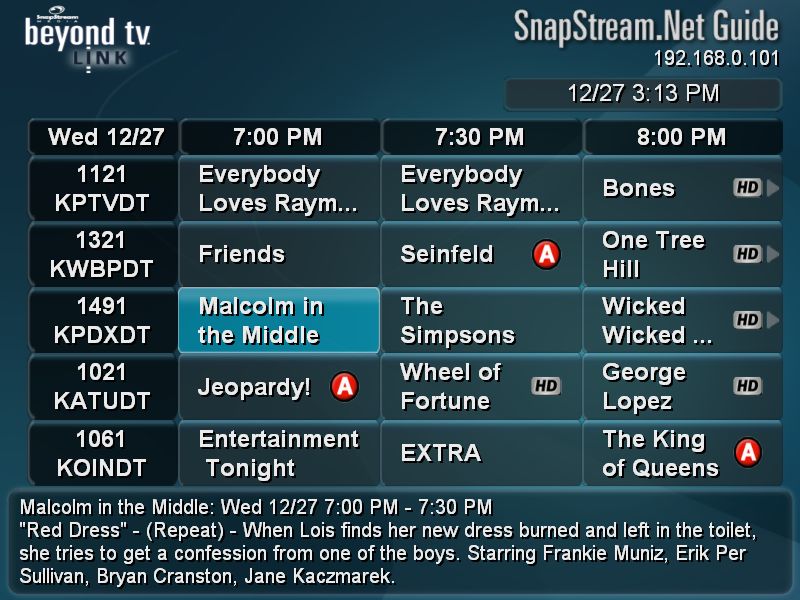 SnapStream
MEDIA
beyond tv
LINK
SnapStream.Net Guide
192.168.0.101
12/27 3:13 PM
Wed 12/27 7:00 PM 7:30 PM 8:00 PM
1121
KPTVDT
Everybody
Loves Raym...
Everybody
Loves Raym...
Bones HD
1321
KWBPDT
Friends
Seinfeld A
One Tree
Hill
HD
1491
KPDXDT
Malcolm in
the Middle
The
Simpsons
Wicked
Wicked ...
HD
1021
KATUDT
Jeopardy! A
Wheel of
Fortune
HD
George
Lopez
HD
1061
KOINDT
Entertainment
Tonight
EXTRA
The King
of Queens
A
Malcolm in the Middle: Wed 12/27 7:00 PM - 7:30 PM
"Red Dress" - (Repeat) - When Lois finds her new dress burned and left in the toilet,
she tries to get a confession from one of the boys. Starring Frankie Muniz, Erik Per
Sullivan, Bryan Cranston, Jane Kaczmarek.